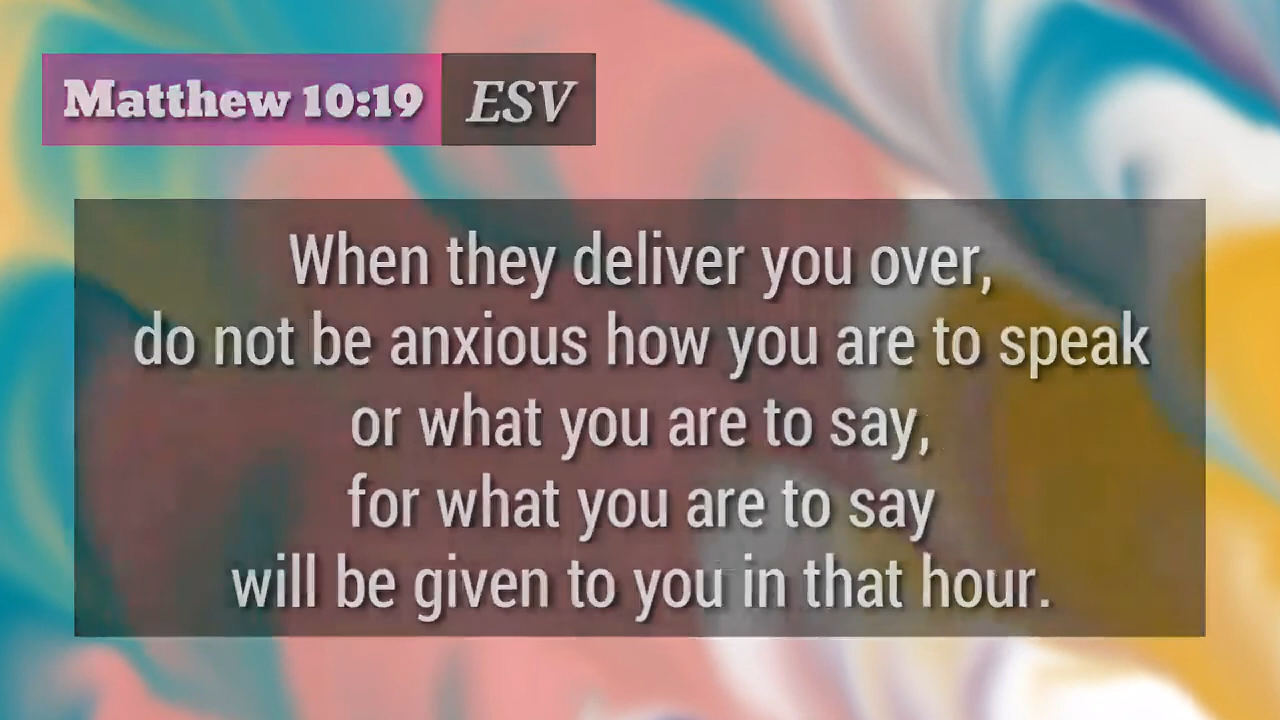 Matthew 10:19 ESV
When they deliver you over,
do not be anxious how you are to speak
or what you are to say,
for what you are to say
will be given to you in that hour.